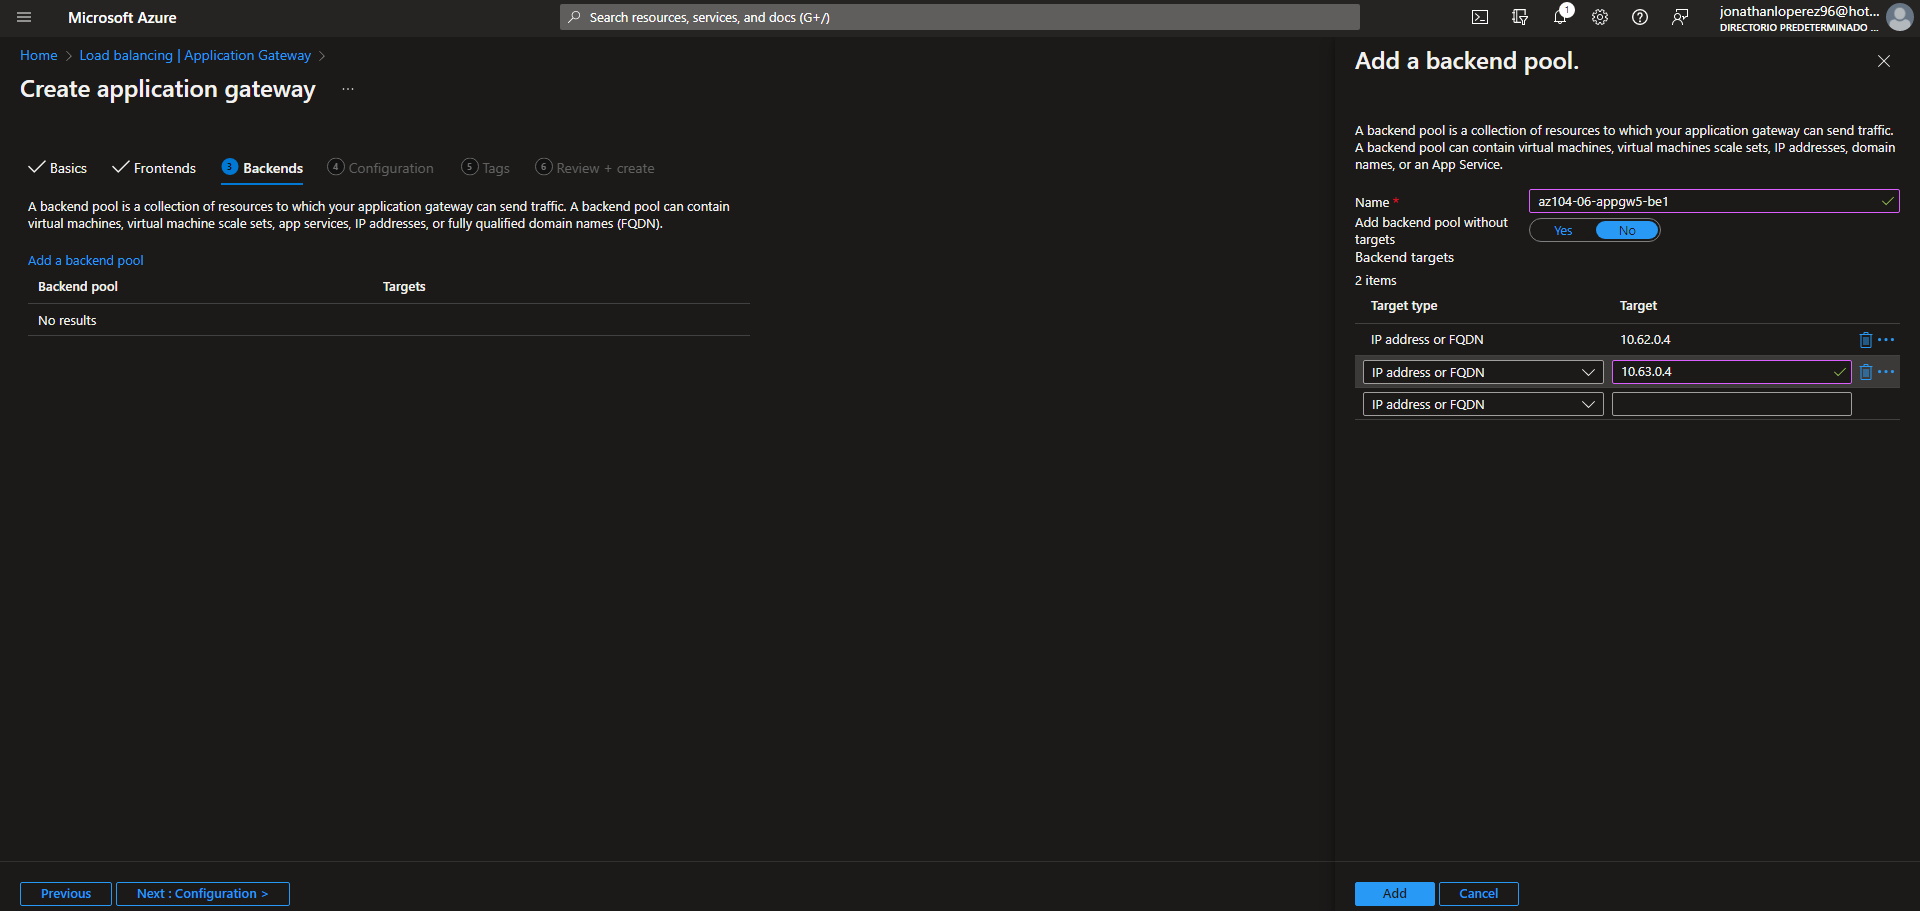 Microsoft Azure
Search resources, services, and docs (G+/)
1
jonathanloperez96@hot...
DIRECTORIO PREDETERMINADO ...
Home > Load balancing | Application Gateway >
Create application gateway ...
Basics
Frontends
3 Backends
4 Configuration
5 Tags
6 Review + create
A backend pool is a collection of resources to which your application gateway can send traffic. A backend pool can contain
virtual machines, virtual machine scale sets, app services, IP addresses, or fully qualified domain names (FQDN).
Add a backend pool
Backend pool Targets
No results
Previous
Next : Configuration >
Add a backend pool.
A backend pool is a collection of resources to which your application gateway can send traffic.
A backend pool can contain virtual machines, virtual machines scale sets, IP addresses, domain
names, or an App Service.
Name * az104-06-appgw5-be1
Add backend pool without
targets
Yes No
Backend targets
2 items
Target type Target
IP address or FQDN 10.62.0.4
IP address or FQDN 10.63.0.4
IP address or FQDN
Add
Cancel